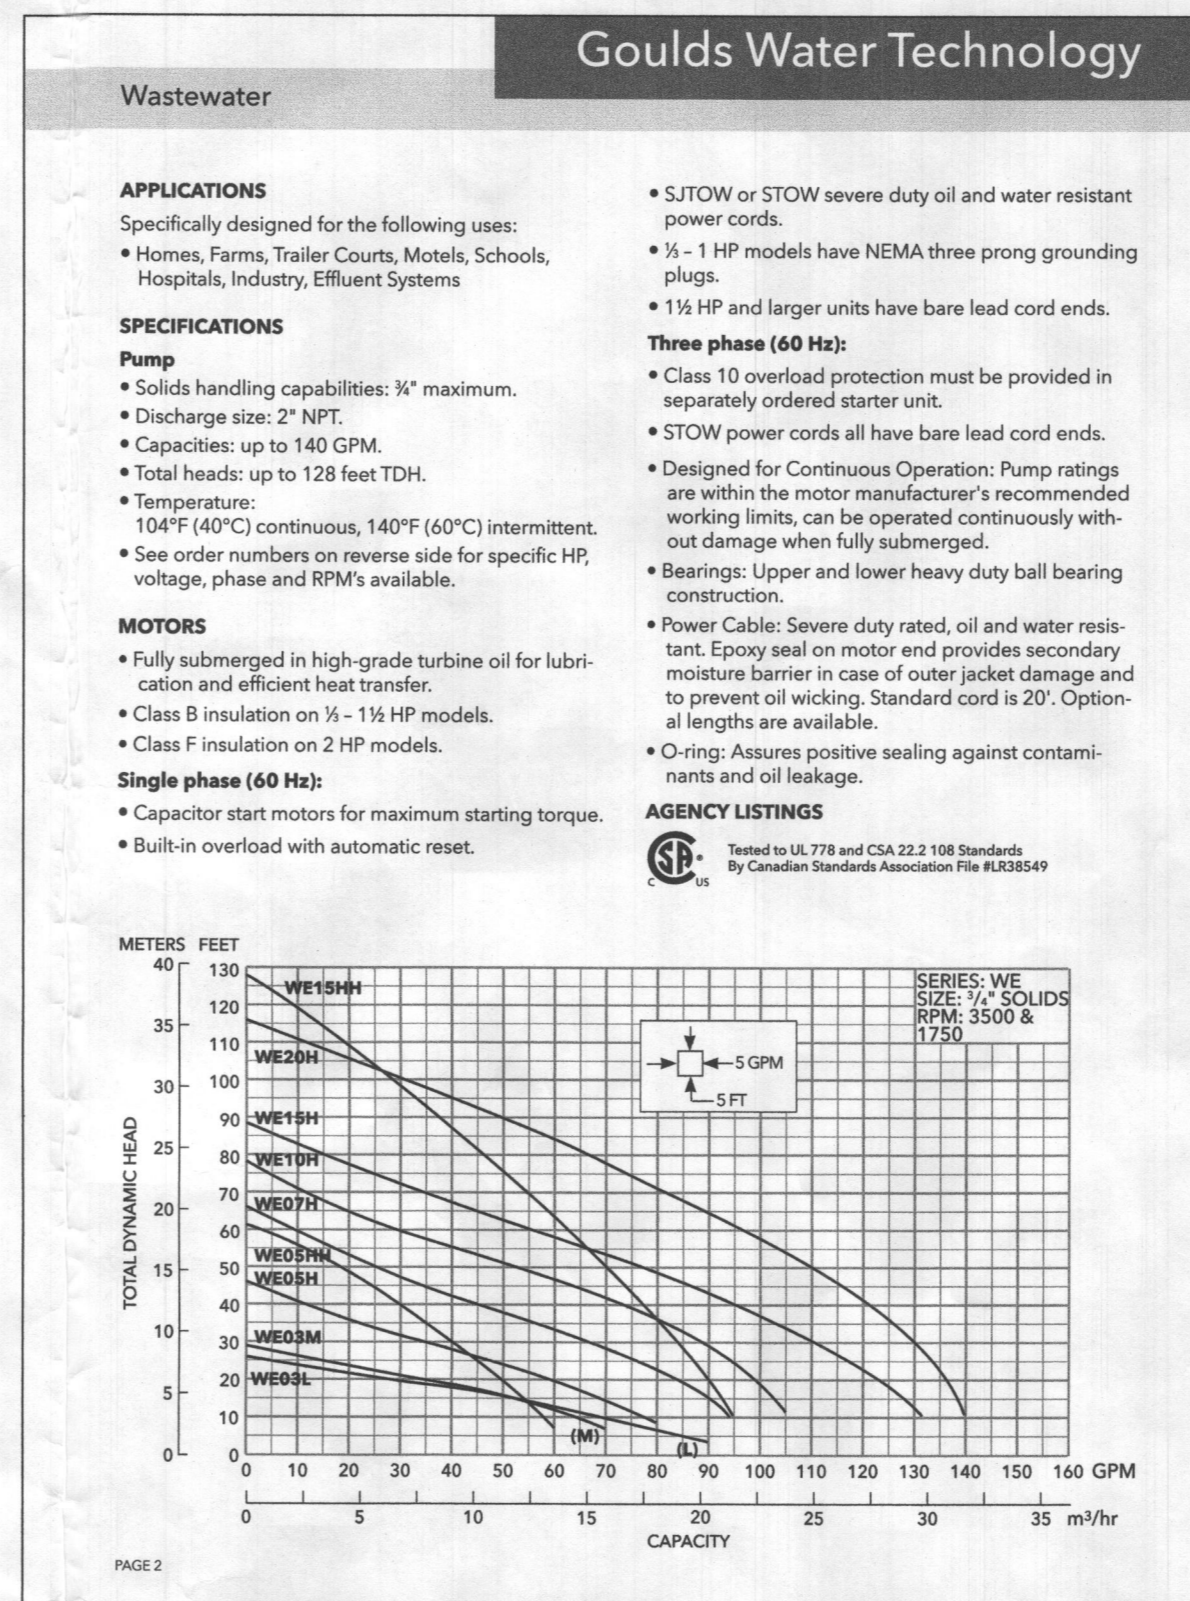 Goulds Water Technology
Wastewater
APPLICATIONS
Specifically designed for the following uses:
• Homes, Farms, Trailer Courts, Motels, Schools,
Hospitals, Industry, Effluent Systems
SPECIFICATIONS
Pump
• Solids handling capabilities: ¾" maximum.
• Discharge size: 2" NPT.
• Capacities: up to 140 GPM.
• Total heads: up to 128 feet TDH.
• Temperature:
104°F (40°C) continuous, 140°F (60°C) intermittent.
• See order numbers on reverse side for specific HP,
voltage, phase and RPM's available.
MOTORS
• Fully submerged in high-grade turbine oil for lubri-
cation and efficient heat transfer.
• Class B insulation on ⅓ – 1½ HP models.
• Class F insulation on 2 HP models.
Single phase (60 Hz):
• Capacitor start motors for maximum starting torque.
• Built-in overload with automatic reset.
• SJTOW or STOW severe duty oil and water resistant
power cords.
• ⅓ – 1 HP models have NEMA three prong grounding
plugs.
• 1½ HP and larger units have bare lead cord ends.
Three phase (60 Hz):
• Class 10 overload protection must be provided in
separately ordered starter unit.
• STOW power cords all have bare lead cord ends.
• Designed for Continuous Operation: Pump ratings
are within the motor manufacturer's recommended
working limits, can be operated continuously with-
out damage when fully submerged.
• Bearings: Upper and lower heavy duty ball bearing
construction.
• Power Cable: Severe duty rated, oil and water resis-
tant. Epoxy seal on motor end provides secondary
moisture barrier in case of outer jacket damage and
to prevent oil wicking. Standard cord is 20'. Option-
al lengths are available.
• O-ring: Assures positive sealing against contami-
nants and oil leakage.
AGENCY LISTINGS
SA ®
C US
Tested to UL 778 and CSA 22.2 108 Standards
By Canadian Standards Association File #LR38549
METERS FEET
40
35
30
25
20
15
10
5
0
130
120
110
100
90
80
70
60
50
40
30
20
10
0
TOTAL DYNAMIC HEAD
WE15HH
WE20H
WE15H
WE10H
WE07H
WE05HH
WE05H
WE03M
WE03L
SERIES: WE
SIZE: 3/4" SOLIDS
RPM: 3500 &
1750
5 GPM
5 FT
(M)
(L)
0 10 20 30 40 50 60 70 80 90 100 110 120 130 140 150 160 GPM
0 5 10 15 20 25 30 35 m³/hr
CAPACITY
PAGE 2